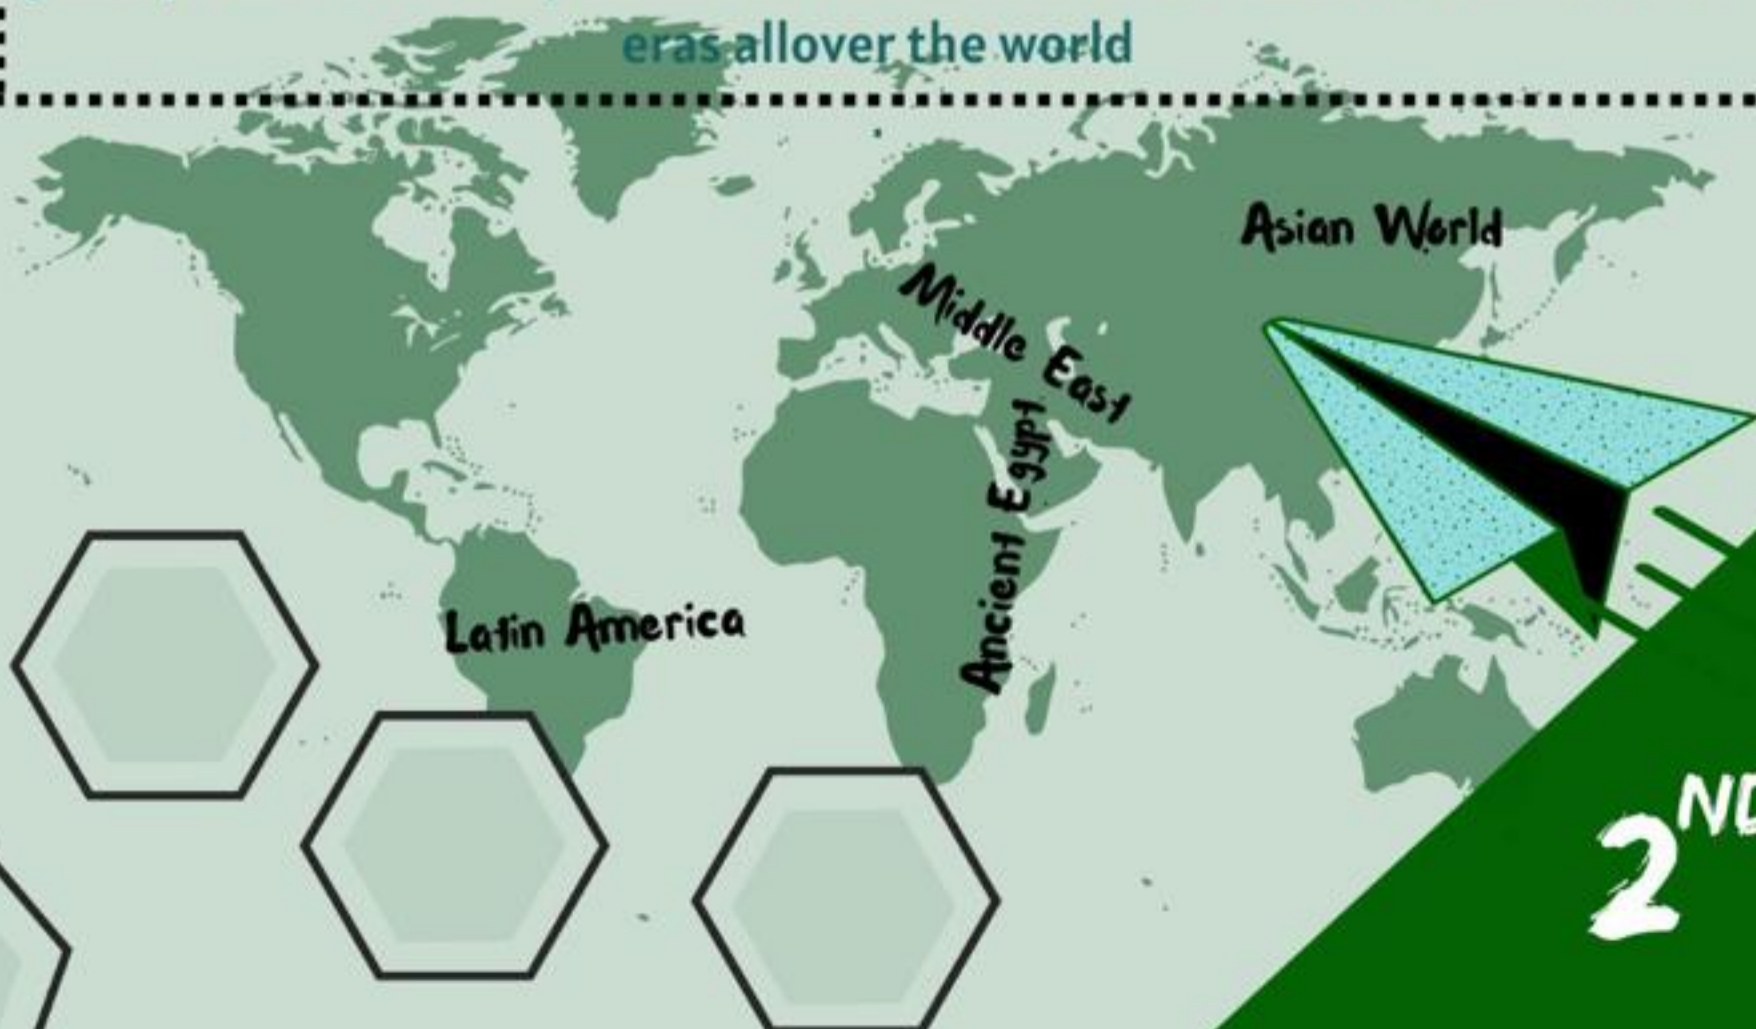 eras allover the world
Asian World
Middle East
Ancient Egypt
Latin America
2ND